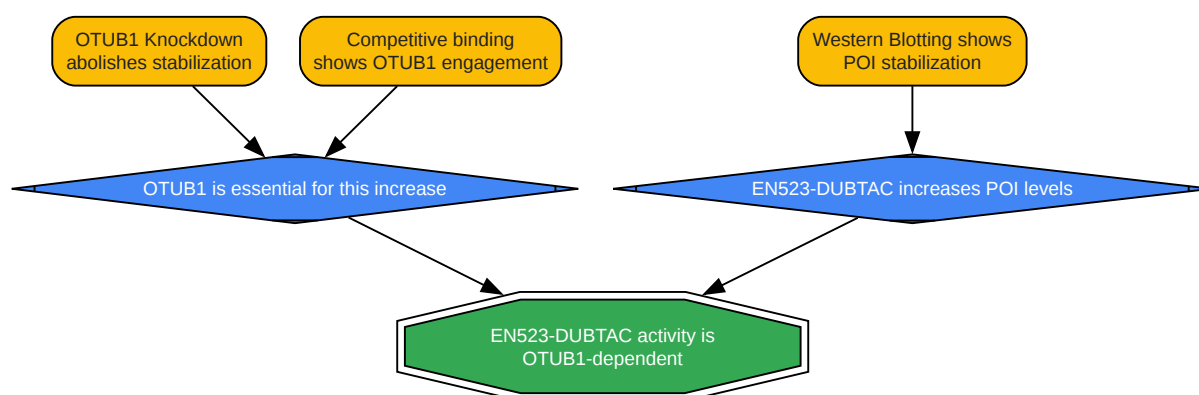 OTUB1 Knockdown
abolishes stabilization
Competitive binding
shows OTUB1 engagement
Western Blotting shows
POI stabilization
OTUB1 is essential for this increase
EN523-DUBTAC increases POI levels
EN523-DUBTAC activity is
OTUB1-dependent